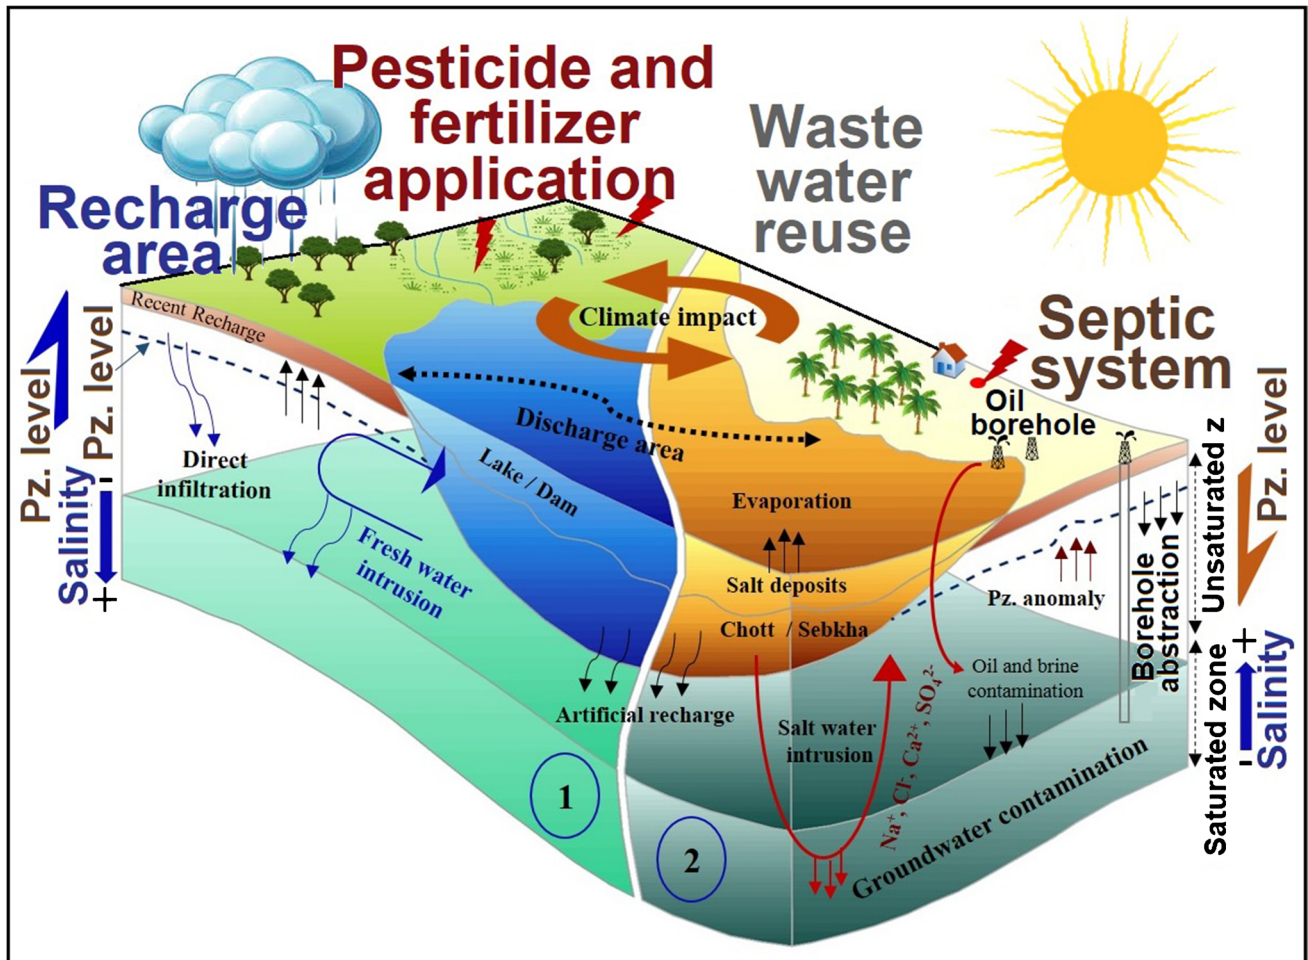 Pesticide and
fertilizer
application
Waste
water
reuse
Recharge
area
Septic
system
Recent Recharge
Climate impact
Pz. level
Pz. level
Salinity
-
+
Direct
infiltration
Discharge area
Lake / Dam
Fresh water
intrusion
Oil
borehole
Evaporation
Salt deposits
Chott / Sebkha
Pz. anomaly
Borehole
abstraction
Unsaturated z
Saturated zone
Pz. level
+
Salinity
-
Oil and brine
contamination
Artificial recharge
Salt water
intrusion
Na⁺, Cl⁻, Ca²⁺, SO₄²⁻
Groundwater contamination
1
2